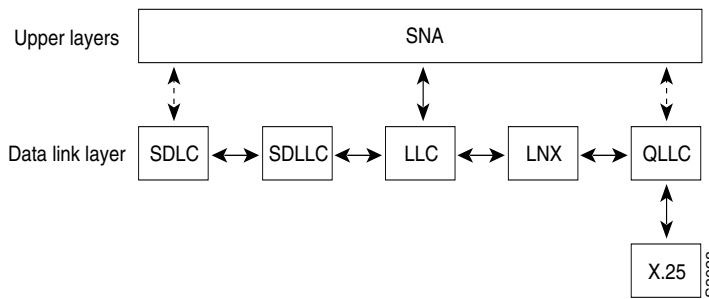 Upper layers
SNA
Data link layer
SDLC
SDLLC
LLC
LNX
QLLC
X.25